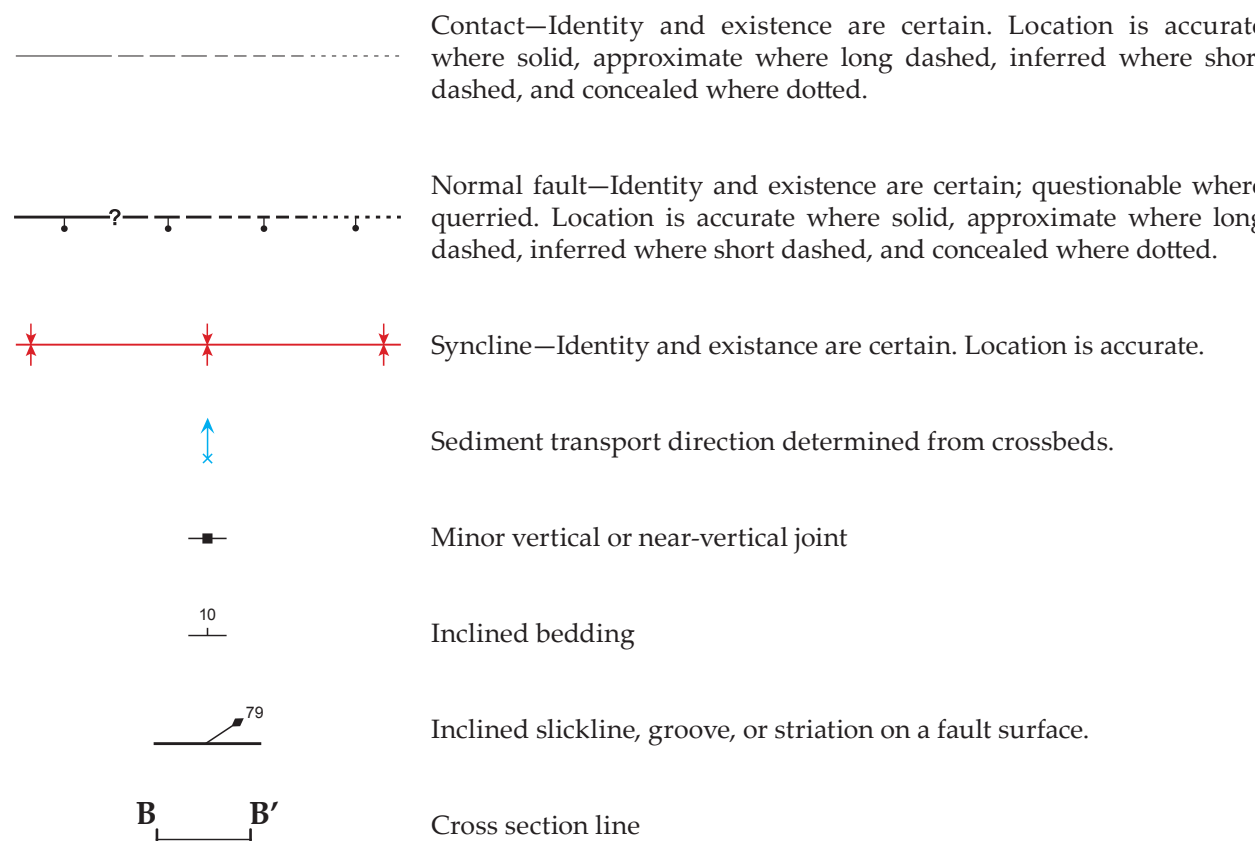 Contact—Identity and existence are certain. Location is accurate
where solid, approximate where long dashed, inferred where shor
dashed, and concealed where dotted.
Normal fault—Identity and existence are certain; questionable where
querried. Location is accurate where solid, approximate where long
dashed, inferred where short dashed, and concealed where dotted.
?
Syncline—Identity and existance are certain. Location is accurate.
Sediment transport direction determined from crossbeds.
Minor vertical or near-vertical joint
10
Inclined bedding
79
Inclined slickline, groove, or striation on a fault surface.
B B′
Cross section line